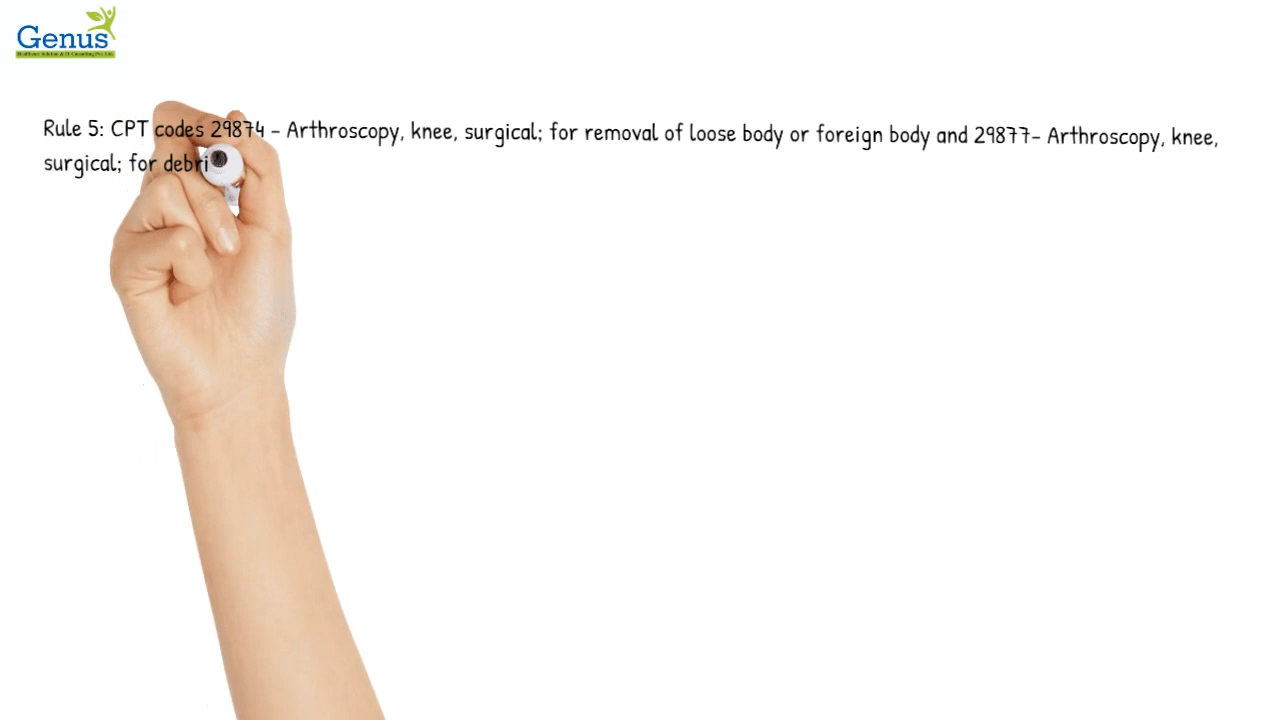 Genus
Rule 5: CPT codes 29874 – Arthroscopy, knee, surgical; for removal of loose body or foreign body and 29877– Arthroscopy, knee,
surgical; for debri